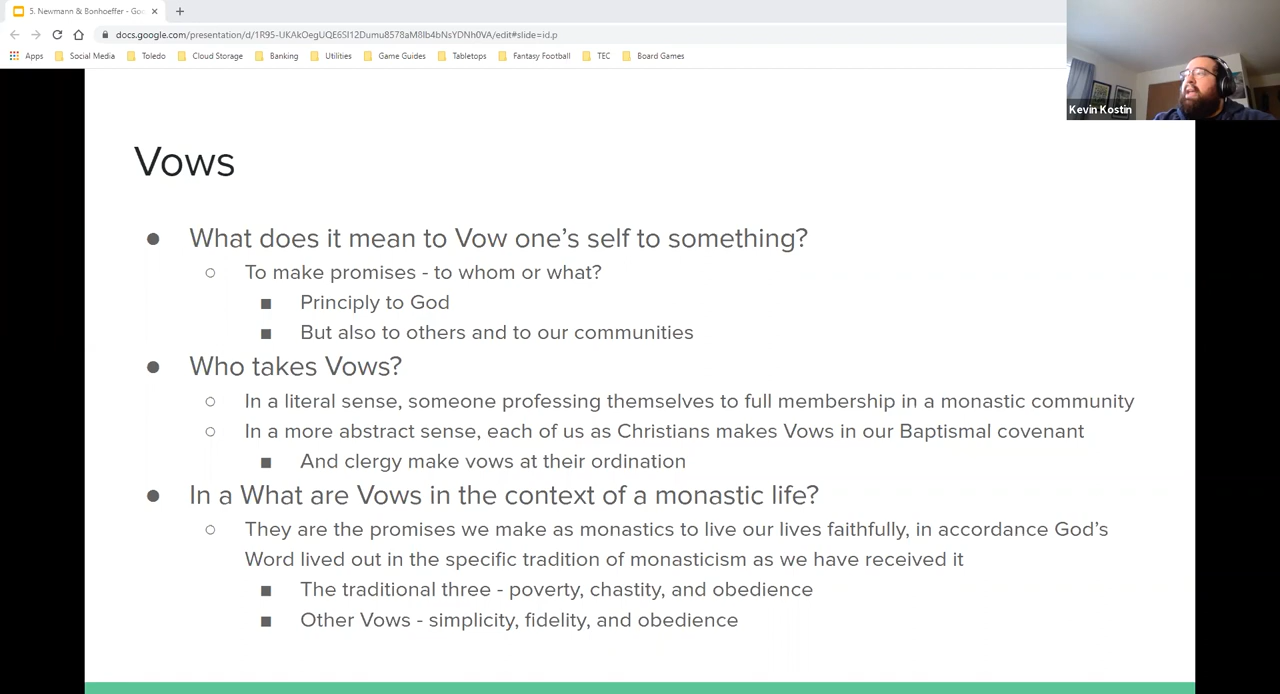 5. Newmann & Bonhoeffer - Goo
docs.google.com/presentation/d/1R95-UKAkOegUQE6SI12Dumu8578aM8Ib4bNsYDNh0VA/edit#slide=id.p
Apps Social Media Toledo Cloud Storage Banking Utilities Game Guides Tabletops Fantasy Football TEC Board Games
Kevin Kostin
Vows
● What does it mean to Vow one's self to something?
○ To make promises - to whom or what?
■ Principly to God
■ But also to others and to our communities
● Who takes Vows?
○ In a literal sense, someone professing themselves to full membership in a monastic community
○ In a more abstract sense, each of us as Christians makes Vows in our Baptismal covenant
■ And clergy make vows at their ordination
● In a What are Vows in the context of a monastic life?
○ They are the promises we make as monastics to live our lives faithfully, in accordance God's
Word lived out in the specific tradition of monasticism as we have received it
■ The traditional three - poverty, chastity, and obedience
■ Other Vows - simplicity, fidelity, and obedience